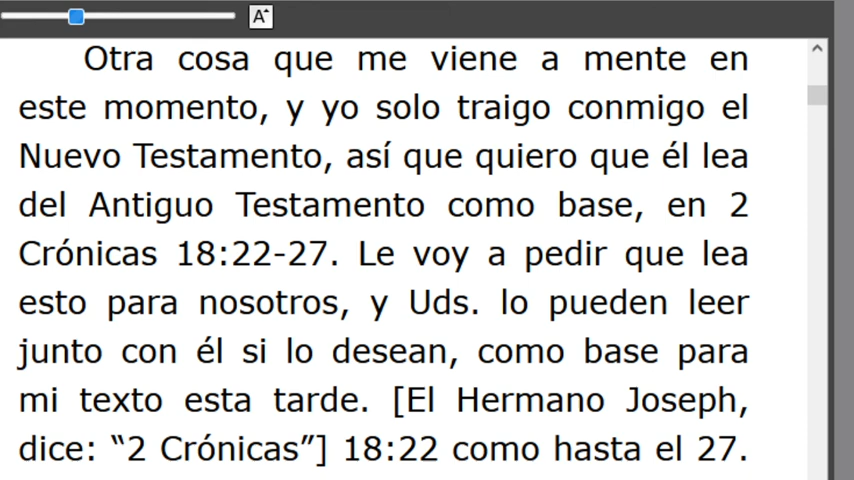 A
Otra cosa que me viene a mente en
este momento, y yo solo traigo conmigo el
Nuevo Testamento, así que quiero que él lea
del Antiguo Testamento como base, en 2
Crónicas 18:22-27. Le voy a pedir que lea
esto para nosotros, y Uds. lo pueden leer
junto con él si lo desean, como base para
mi texto esta tarde. [El Hermano Joseph,
dice: “2 Crónicas”] 18:22 como hasta el 27.